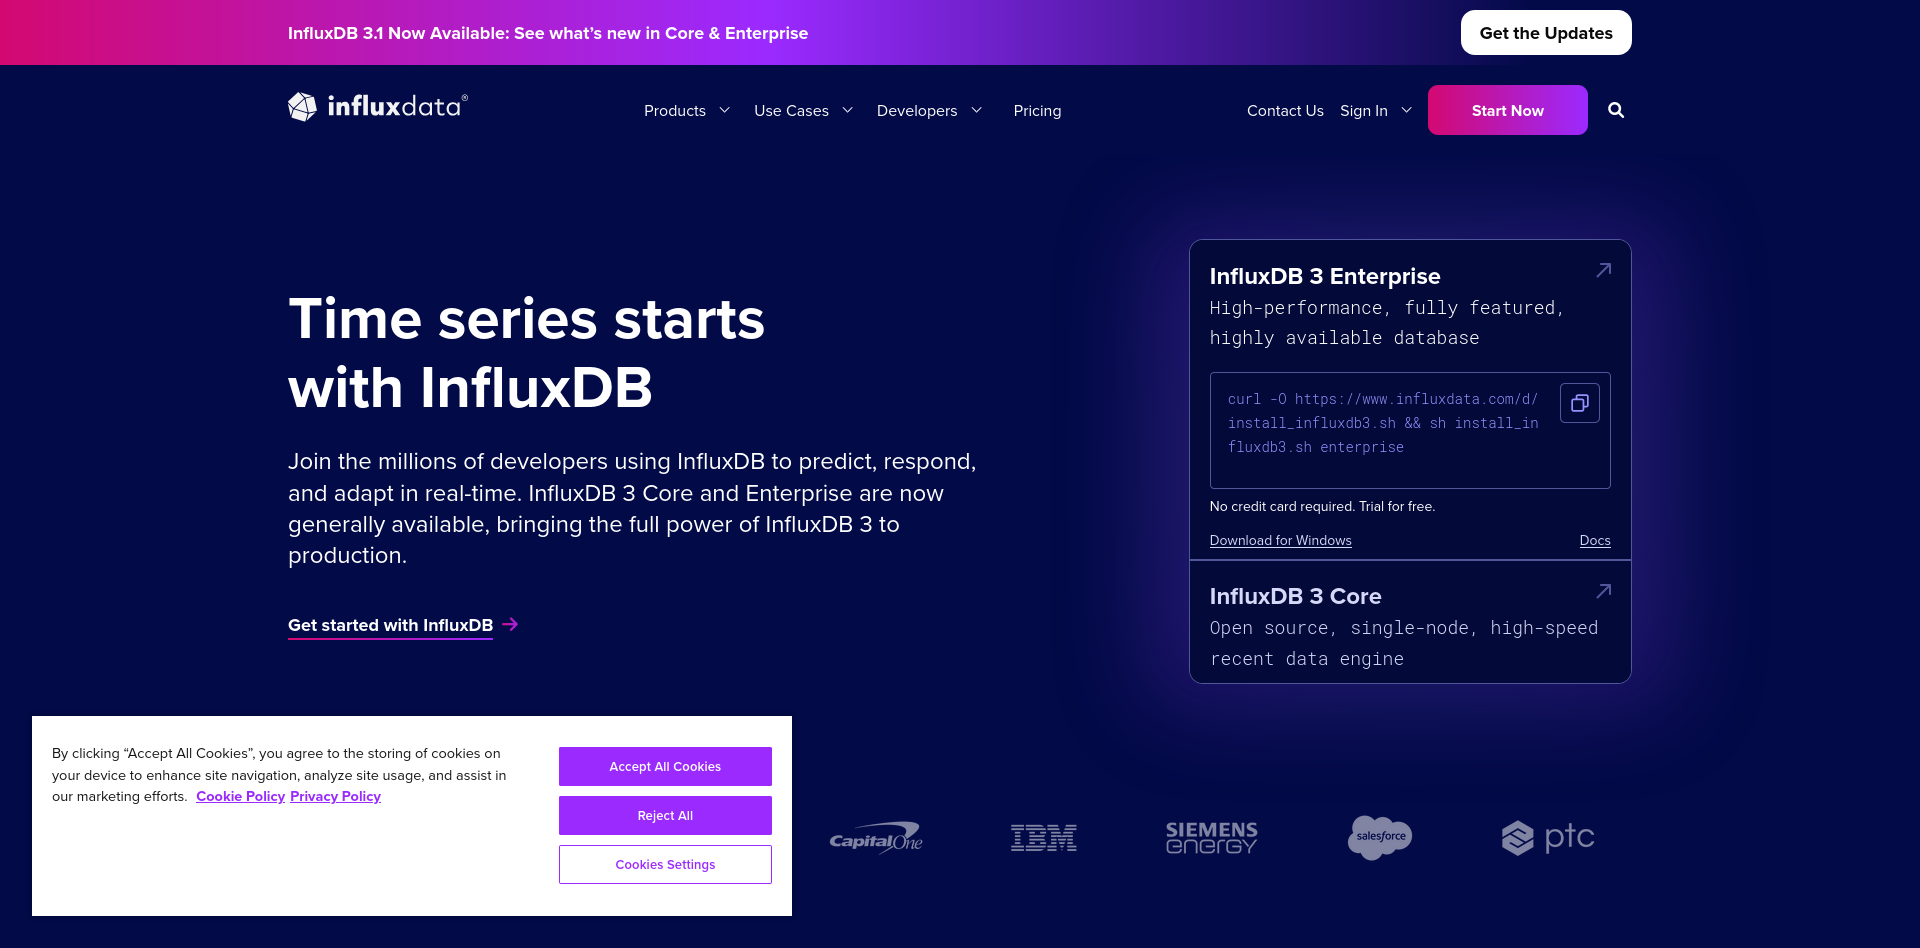 InfluxDB 3.1 Now Available: See what’s new in Core & Enterprise
Get the Updates
influxdata®
Products
Use Cases
Developers
Pricing
Contact Us
Sign In
Start Now
Time series starts
with InfluxDB
Join the millions of developers using InfluxDB to predict, respond,
and adapt in real-time. InfluxDB 3 Core and Enterprise are now
generally available, bringing the full power of InfluxDB 3 to
production.
Get started with InfluxDB
InfluxDB 3 Enterprise
High-performance, fully featured,
highly available database
curl -O https://www.influxdata.com/d/
install_influxdb3.sh && sh install_in
fluxdb3.sh enterprise
No credit card required. Trial for free.
Download for Windows
Docs
InfluxDB 3 Core
Open source, single-node, high-speed
recent data engine
By clicking “Accept All Cookies”, you agree to the storing of cookies on
your device to enhance site navigation, analyze site usage, and assist in
our marketing efforts. Cookie Policy Privacy Policy
Accept All Cookies
Reject All
Cookies Settings
Capital One
IBM
SIEMENS
energy
salesforce
ptc